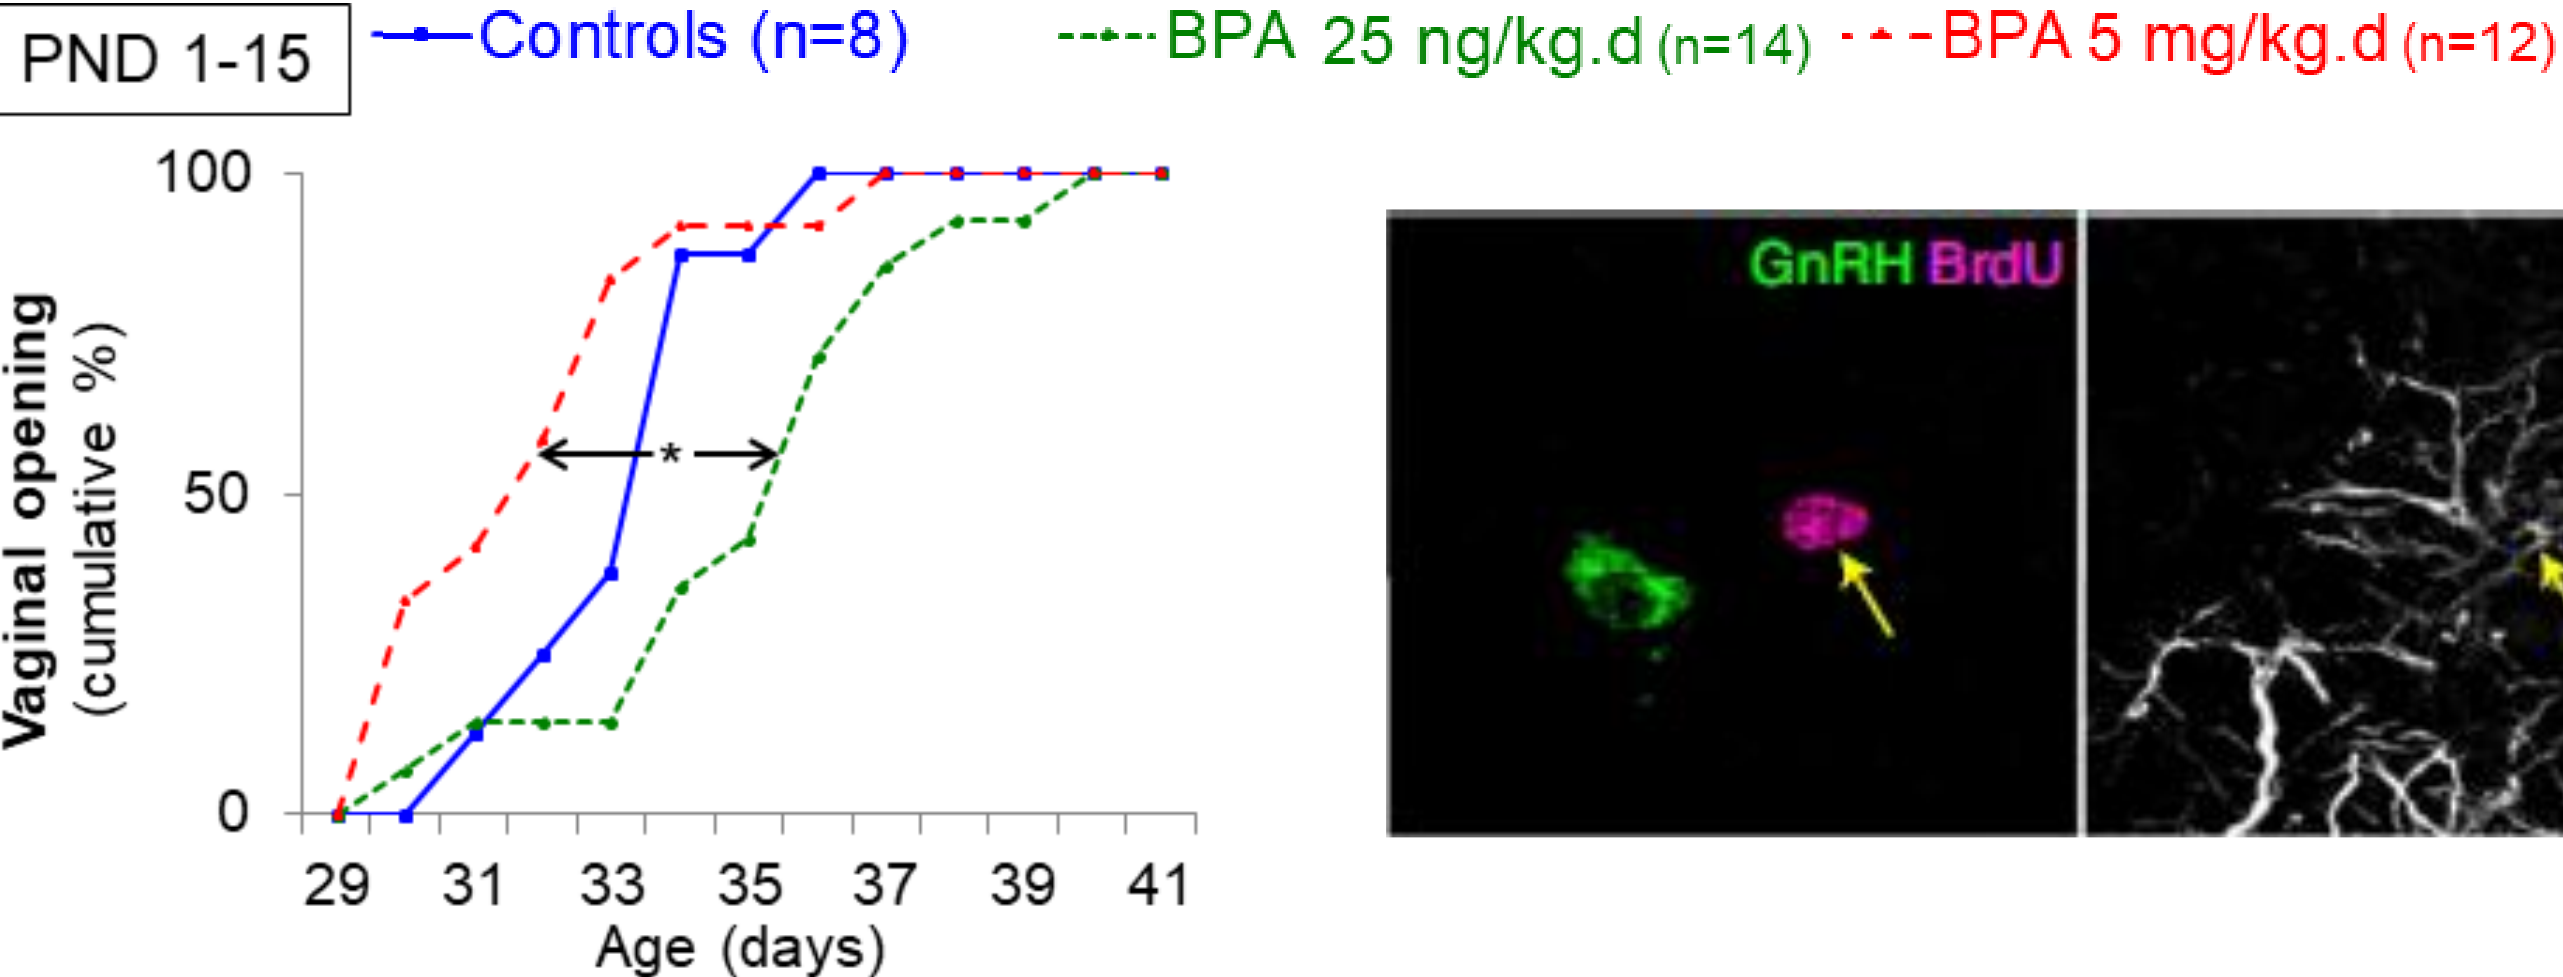 PND 1-15
Controls (n=8)
BPA 25 ng/kg.d (n=14)
BPA 5 mg/kg.d (n=12)
Vaginal opening
(cumulative %)
100
50
0
*
29 31 33 35 37 39 41
Age (days)
GnRH BrdU